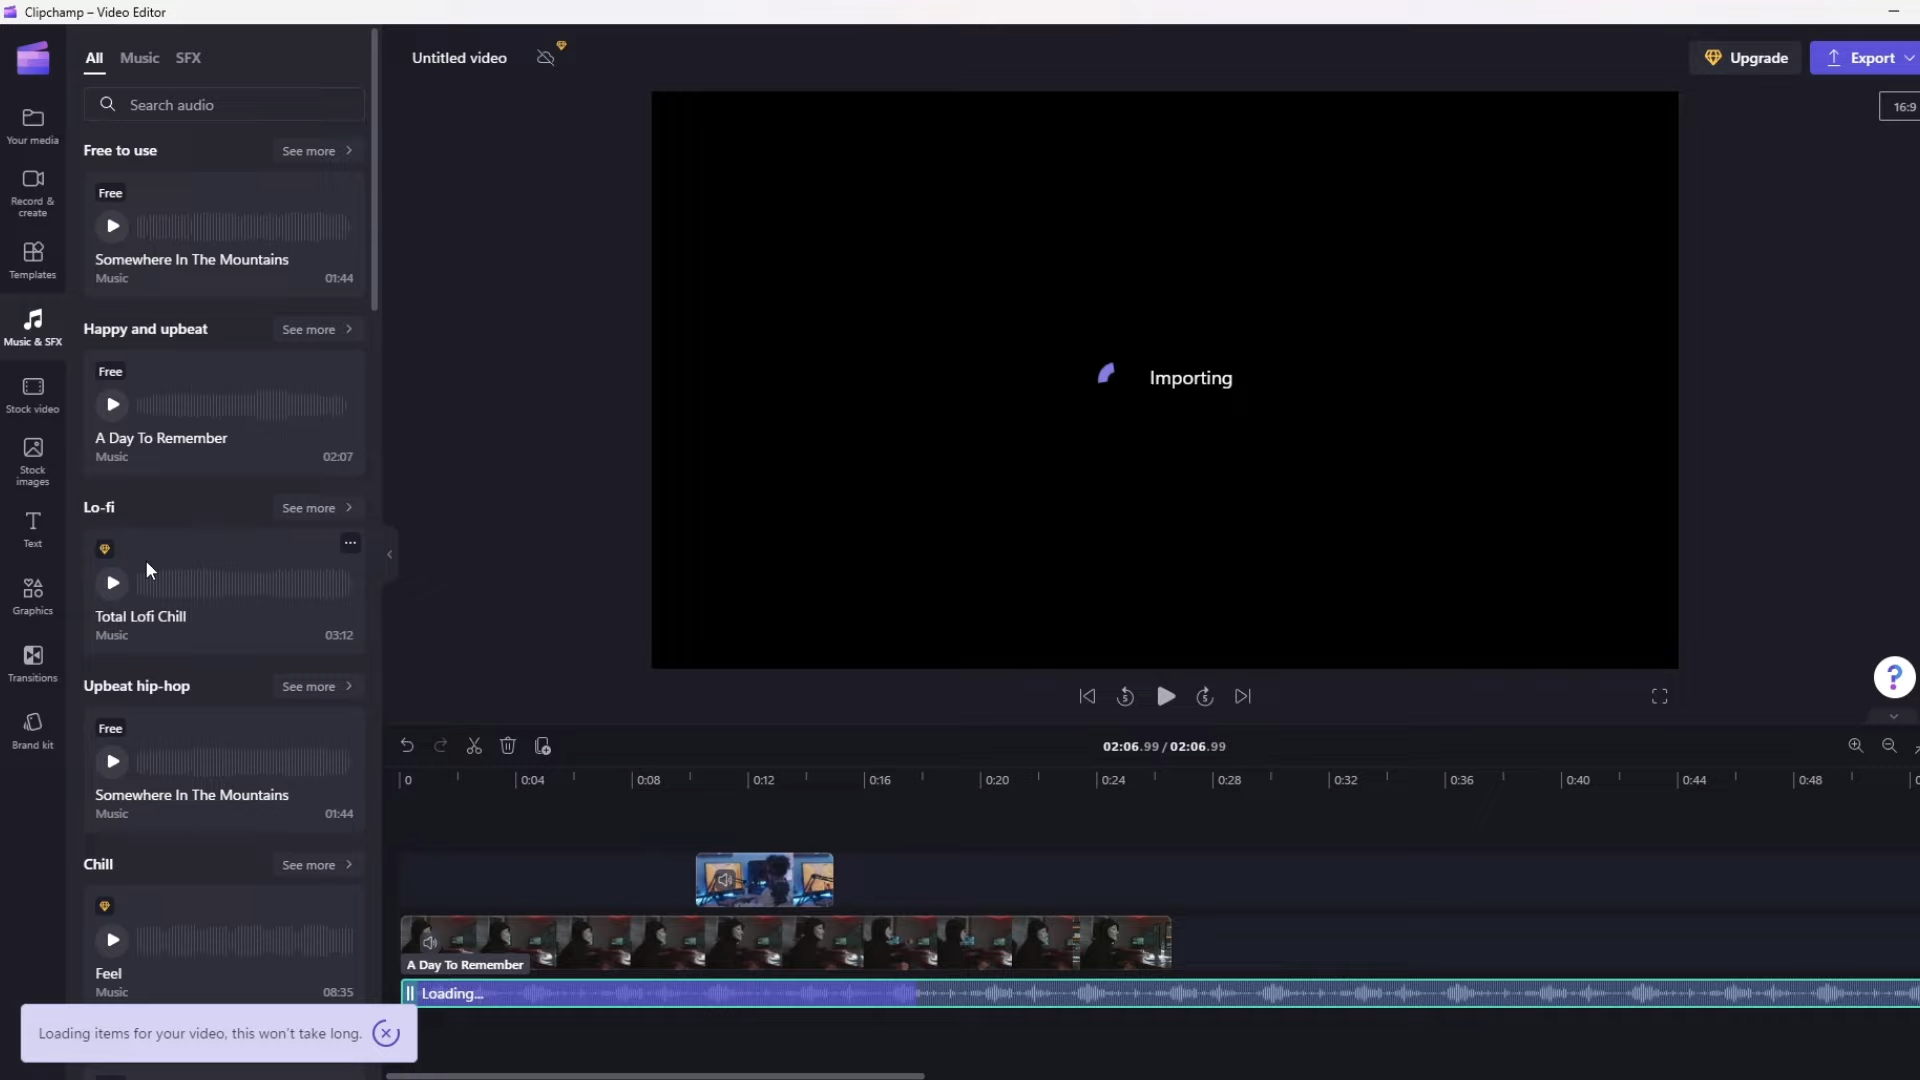 Clipchamp – Video Editor
All Music SFX
Search audio
Your media
Record &
create
Templates
Music & SFX
Stock video
Stock
images
Text
Graphics
Transitions
Brand kit
Free to use See more
Free
Somewhere In The Mountains
Music 01:44
Happy and upbeat See more
Free
A Day To Remember
Music 02:07
Lo-fi See more
Total Lofi Chill
Music 03:12
Upbeat hip-hop See more
Free
Somewhere In The Mountains
Music 01:44
Chill See more
Feel
Music 08:35
Loading items for your video, this won't take long.
Untitled video
Upgrade Export
16:9
Importing
5 5
?
02:06.99 / 02:06.99
0 0:04 0:08 0:12 0:16 0:20 0:24 0:28 0:32 0:36 0:40 0:44 0:48
A Day To Remember
Loading...